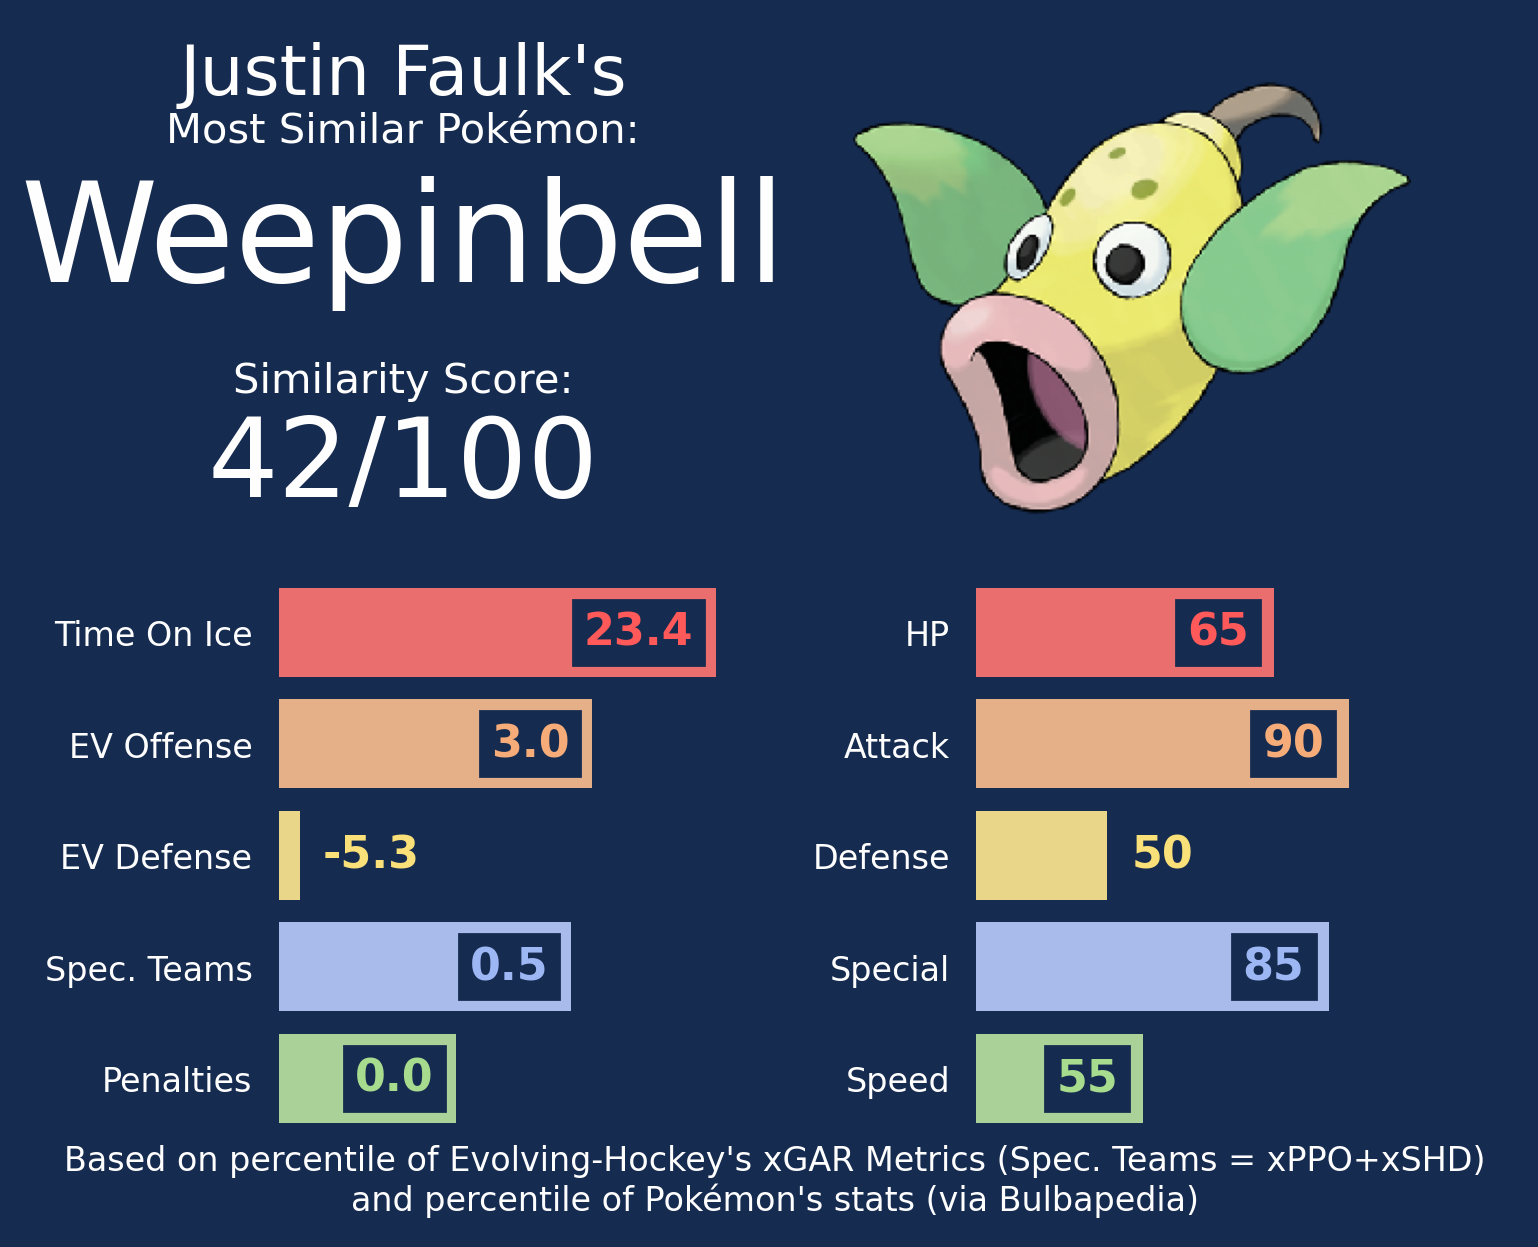 Justin Faulk's
Most Similar Pokémon:
Weepinbell
Similarity Score:
42/100
Time On Ice 23.4
EV Offense 3.0
EV Defense -5.3
Spec. Teams 0.5
Penalties 0.0
HP 65
Attack 90
Defense 50
Special 85
Speed 55
Based on percentile of Evolving-Hockey's xGAR Metrics (Spec. Teams = xPPO+xSHD)
and percentile of Pokémon's stats (via Bulbapedia)